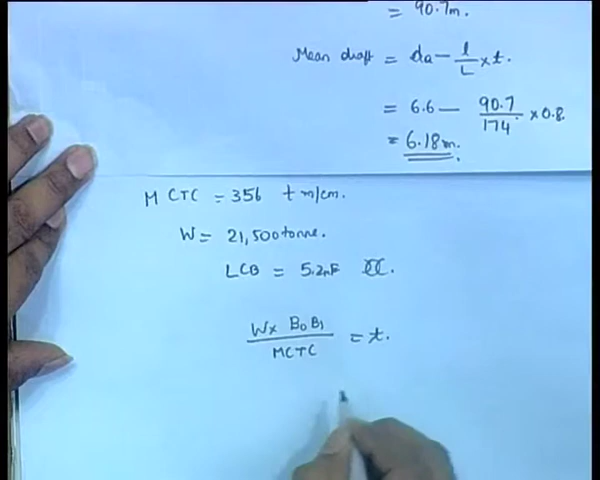 = 90.7m.
Mean draft = da - l/L x t.
= 6.6 - 90.7/174 x 0.8
= 6.18m.
MCTC = 356 t m/cm.
W = 21,500 tonne.
LCB = 5.2mF
W x B₀B₁/MCTC = t.